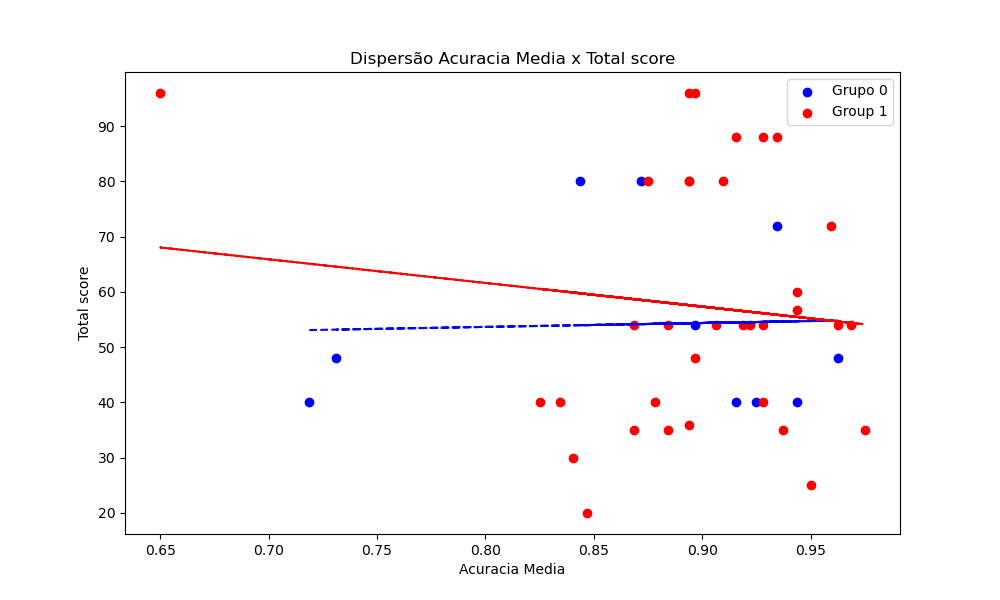 Dispersão Acuracia Media x Total score
Grupo 0
Group 1
Total score
90
80
70
60
50
40
30
20
0.65 0.70 0.75 0.80 0.85 0.90 0.95
Acuracia Media